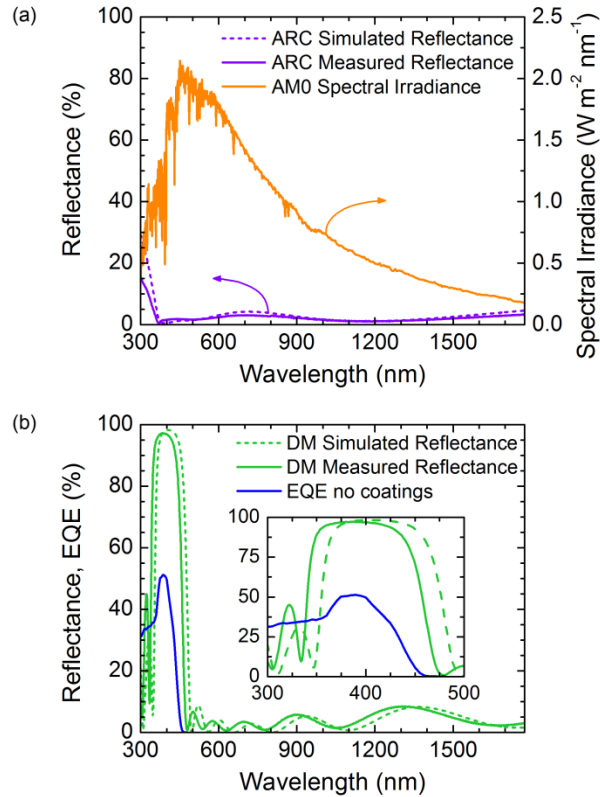 (a)
ARC Simulated Reflectance
ARC Measured Reflectance
AM0 Spectral Irradiance
Reflectance (%)
100
80
60
40
20
0
2.5
2.0
1.5
1.0
0.5
0.0
Spectral Irradiance (W m-2 nm-1)
300 600 900 1200 1500
Wavelength (nm)
(b)
DM Simulated Reflectance
DM Measured Reflectance
EQE no coatings
Reflectance, EQE (%)
100
80
60
40
20
0
100
75
50
25
0
300 400 500
300 600 900 1200 1500
Wavelength (nm)